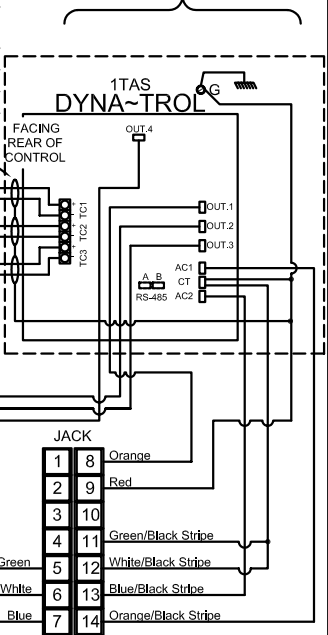 1TAS
DYNA~TROL
G
FACING
REAR OF
CONTROL
OUT.4
+
TC1
-
+
TC2
-
+
TC3
-
OUT.1
OUT.2
OUT.3
A B
RS-485
AC1
CT
AC2
JACK
1 8 Orange
2 9 Red
3 10
4 11 Green/Black Stripe
Green 5 12 White/Black Stripe
White 6 13 Blue/Black Stripe
Blue 7 14 Orange/Black Stripe